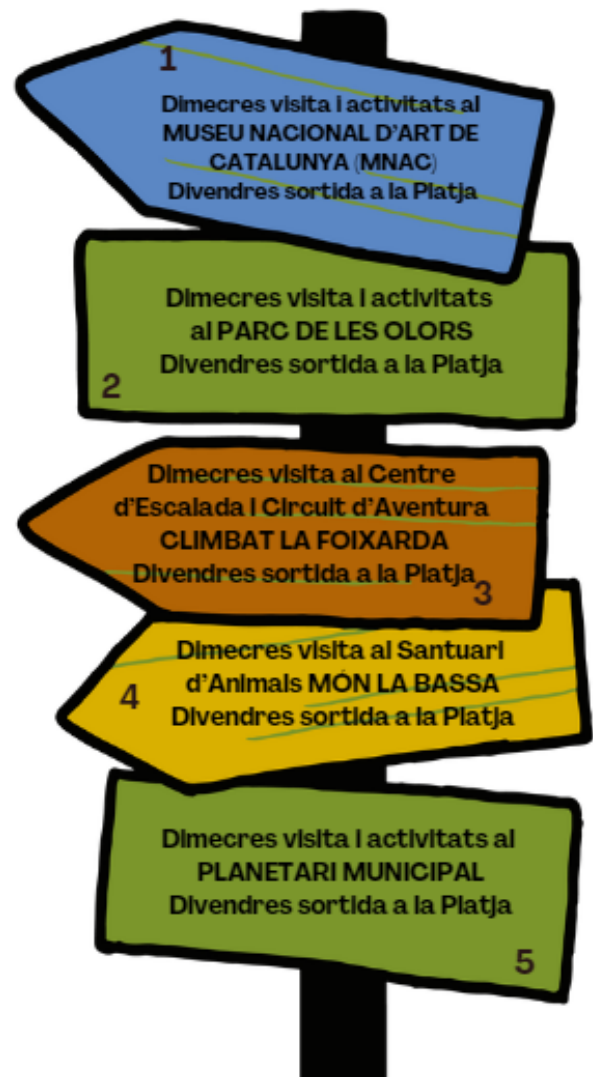 1
Dimecres visita i activitats al
MUSEU NACIONAL D'ART DE
CATALUNYA (MNAC)
Divendres sortida a la Platja
Dimecres visita i activitats
al PARC DE LES OLORS
Divendres sortida a la Platja
2
Dimecres visita al Centre
d'Escalada i Circuit d'Aventura
CLIMBAT LA FOIXARDA
Divendres sortida a la Platja
3
Dimecres visita al Santuari
d'Animals MÓN LA BASSA
4
Divendres sortida a la Platja
Dimecres visita i activitats al
PLANETARI MUNICIPAL
Divendres sortida a la Platja
5